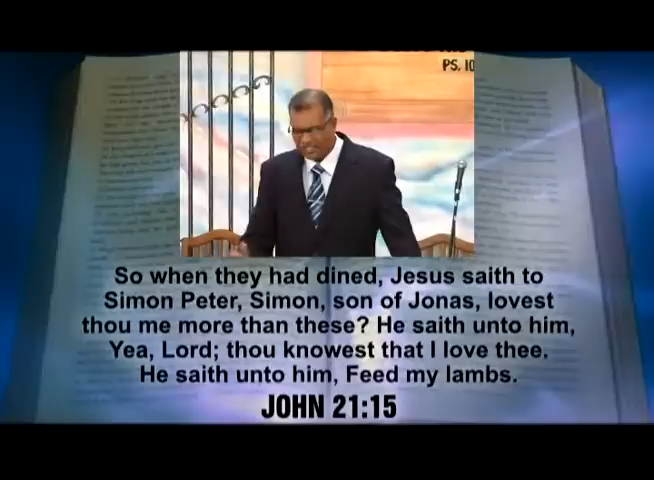 PS. 10
So when they had dined, Jesus saith to
Simon Peter, Simon, son of Jonas, lovest
thou me more than these? He saith unto him,
Yea, Lord; thou knowest that I love thee.
He saith unto him, Feed my lambs.
JOHN 21:15